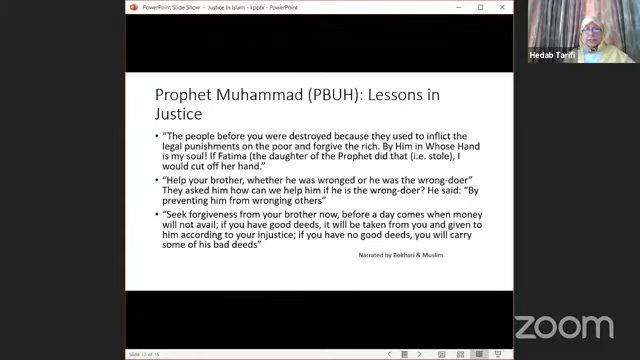 PowerPoint Slide Show - Justice In Islam - Lpptx - PowerPoint
Hedab Tarifi
Prophet Muhammad (PBUH): Lessons in
Justice
• “The people before you were destroyed because they used to inflict the
legal punishments on the poor and forgive the rich. By Him in Whose Hand
is my soul! If Fatima (the daughter of the Prophet did that (i.e. stole), I
would cut off her hand.”
• “Help your brother, whether he was wronged or he was the wrong-doer”
They asked him how can we help him if he is the wrong-doer? He said: “By
preventing him from wronging others”
• “Seek forgiveness from your brother now, before a day comes when money
will not avail; if you have good deeds, it will be taken from you and given to
him according to your injustice; if you have no good deeds, you will carry
some of his bad deeds”
Narrated by Bokhari & Muslim
zoom
Slide 12 of 15